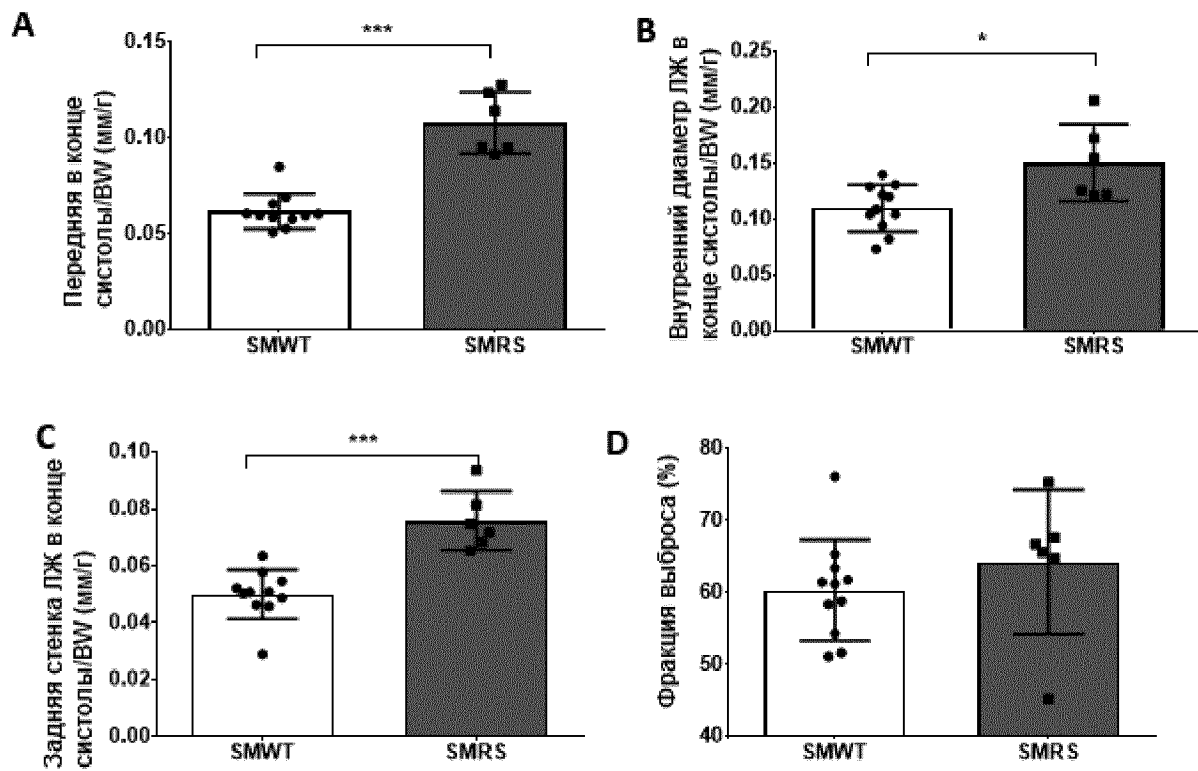 A
Передняя в конце
систолы/BW (мм/г)
0.15
0.10
0.05
0.00
***
SMWT
SMRS
B
Внутренний диаметр ЛЖ в
конце систолы/BW (мм/г)
0.25
0.20
0.15
0.10
0.05
0.00
*
SMWT
SMRS
C
Задняя стенка ЛЖ в конце
систолы/BW (мм/г)
0.10
0.08
0.06
0.04
0.02
0.00
***
SMWT
SMRS
D
Фракция выброса (%)
80
70
60
50
40
SMWT
SMRS